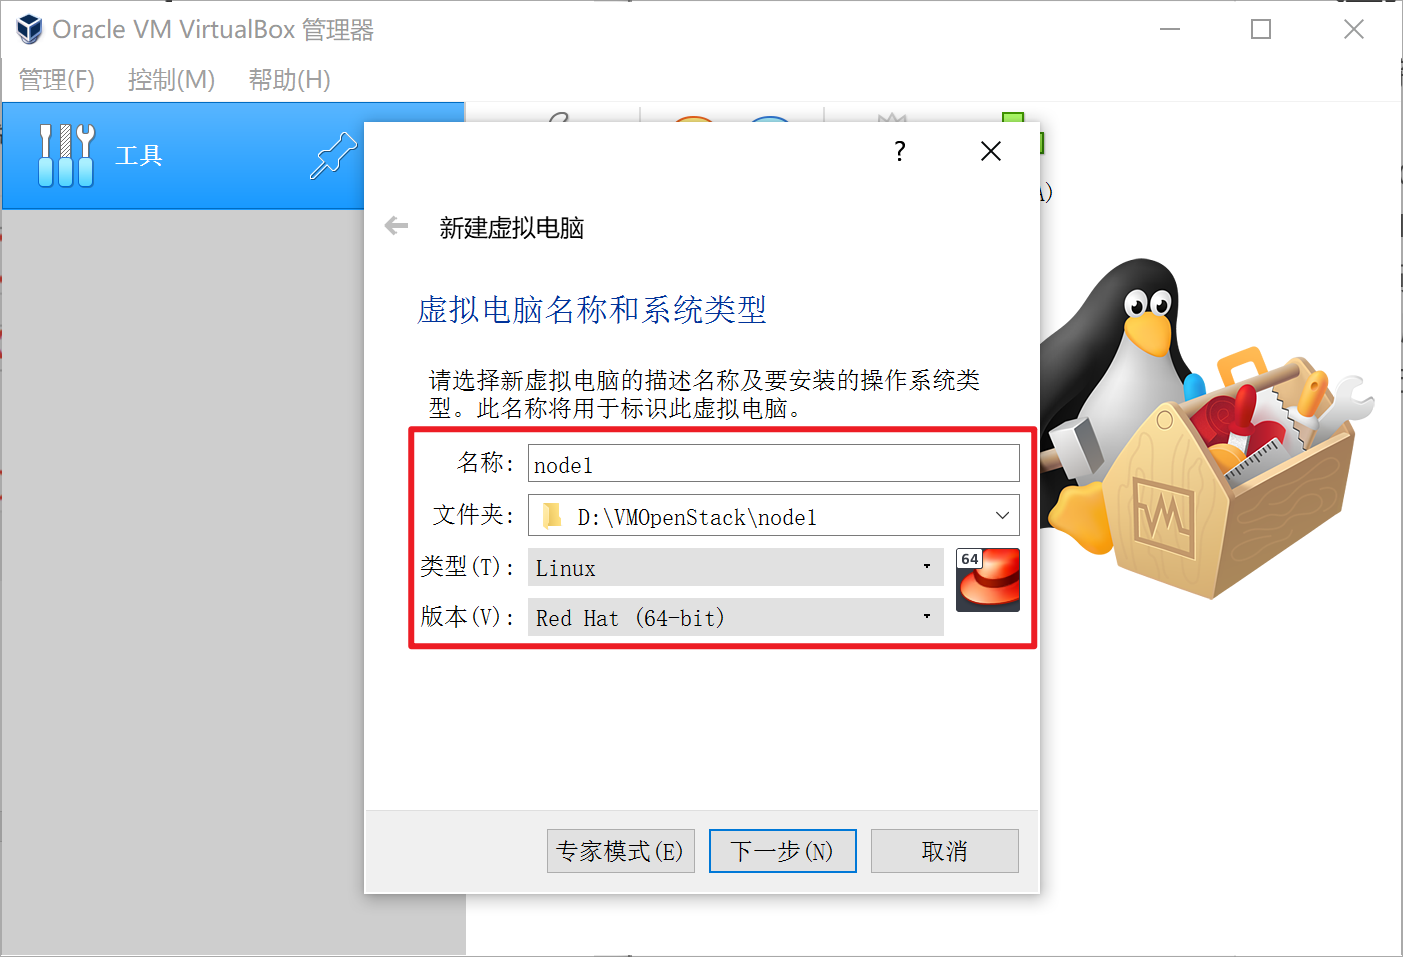 Oracle VM VirtualBox 管理器
管理(F) 控制(M) 帮助(H)
工具
?
A)
新建虚拟电脑
虚拟电脑名称和系统类型
请选择新虚拟电脑的描述名称及要安装的操作系统类
型。此名称将用于标识此虚拟电脑。
名称: node1
文件夹: D:\VMOpenStack\node1
类型(T): Linux
64
版本(V): Red Hat (64-bit)
专家模式(E) 下一步(N) 取消